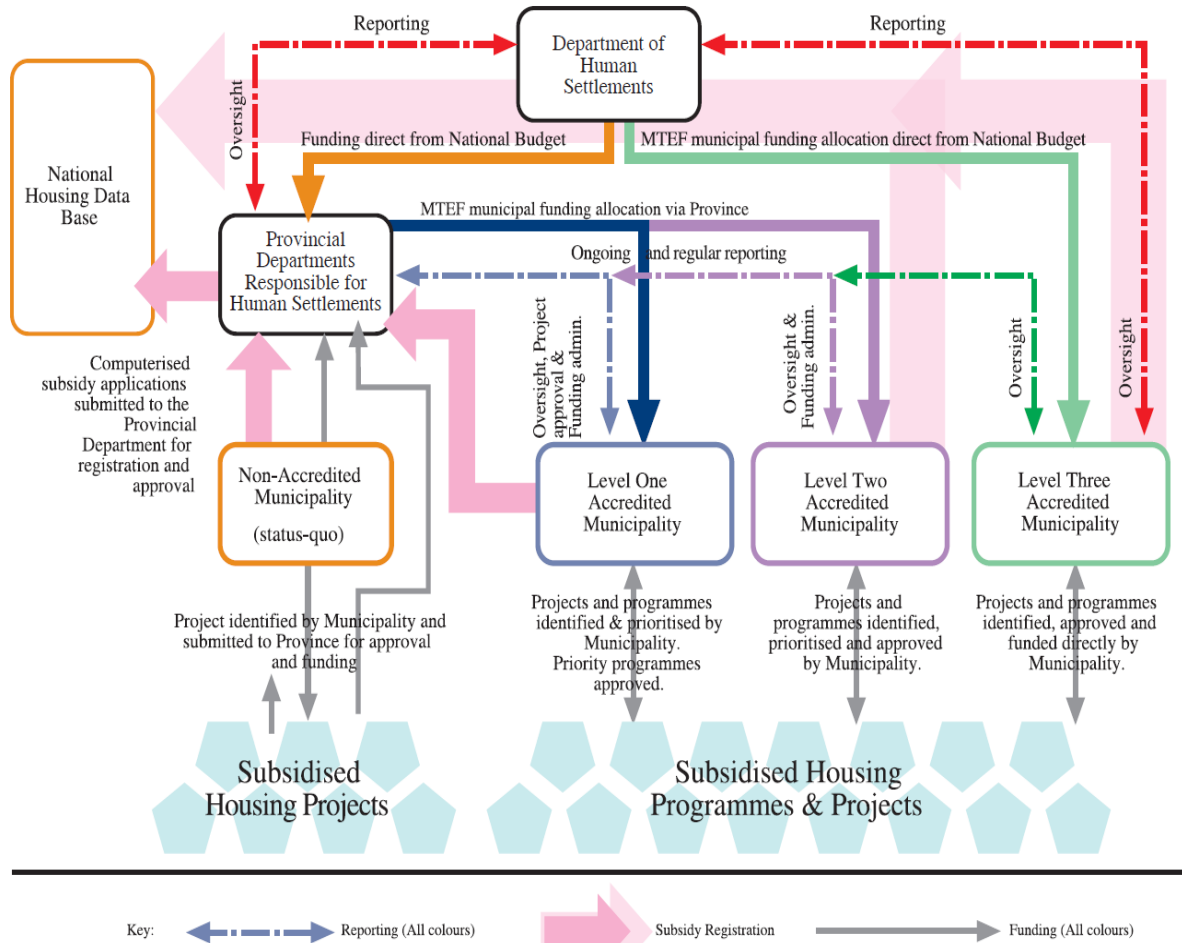 Reporting
Reporting
Department of
Human
Settlements
Oversight
Funding direct from National Budget
MTEF municipal funding allocation direct from National Budget
National
Housing Data
Base
MTEF municipal funding allocation via Province
Provincial
Departments
Responsible for
Human Settlements
Ongoing and regular reporting
Oversight, Project
approval &
Funding admin.
Oversight &
Funding admin.
Oversight
Oversight
Computerised
subsidy applications
submitted to the
Provincial
Department for
registration and
approval
Non-Accredited
Municipality
(status-quo)
Level One
Accredited
Municipality
Level Two
Accredited
Municipality
Level Three
Accredited
Municipality
Project identified by Municipality and
submitted to Province for approval
and funding
Projects and programmes
identified & prioritised by
Municipality.
Priority programmes
approved.
Projects and
programmes identified,
prioritised and approved
by Municipality.
Projects and programmes
identified, approved and
funded directly by
Municipality.
Subsidised
Housing Projects
Subsidised Housing
Programmes & Projects
Key:
Reporting (All colours)
Subsidy Registration
Funding (All colours)